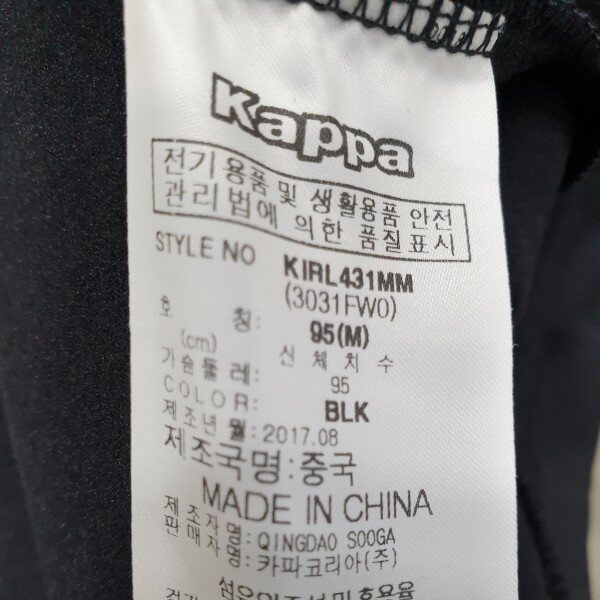 Kappa
전기용품 및 생활용품 안전
관리법에 의한 품질표시
STYLE NO KIRL431MM
(3031FW0)
호 칭: 95(M)
(cm) 신체치수
가슴둘레: 95
COLOR: BLK
제조년월: 2017.08
제조국명:중국
MADE IN CHINA
제조자명: QINGDAO SOOGA
판매자명: 카파코리아(주)